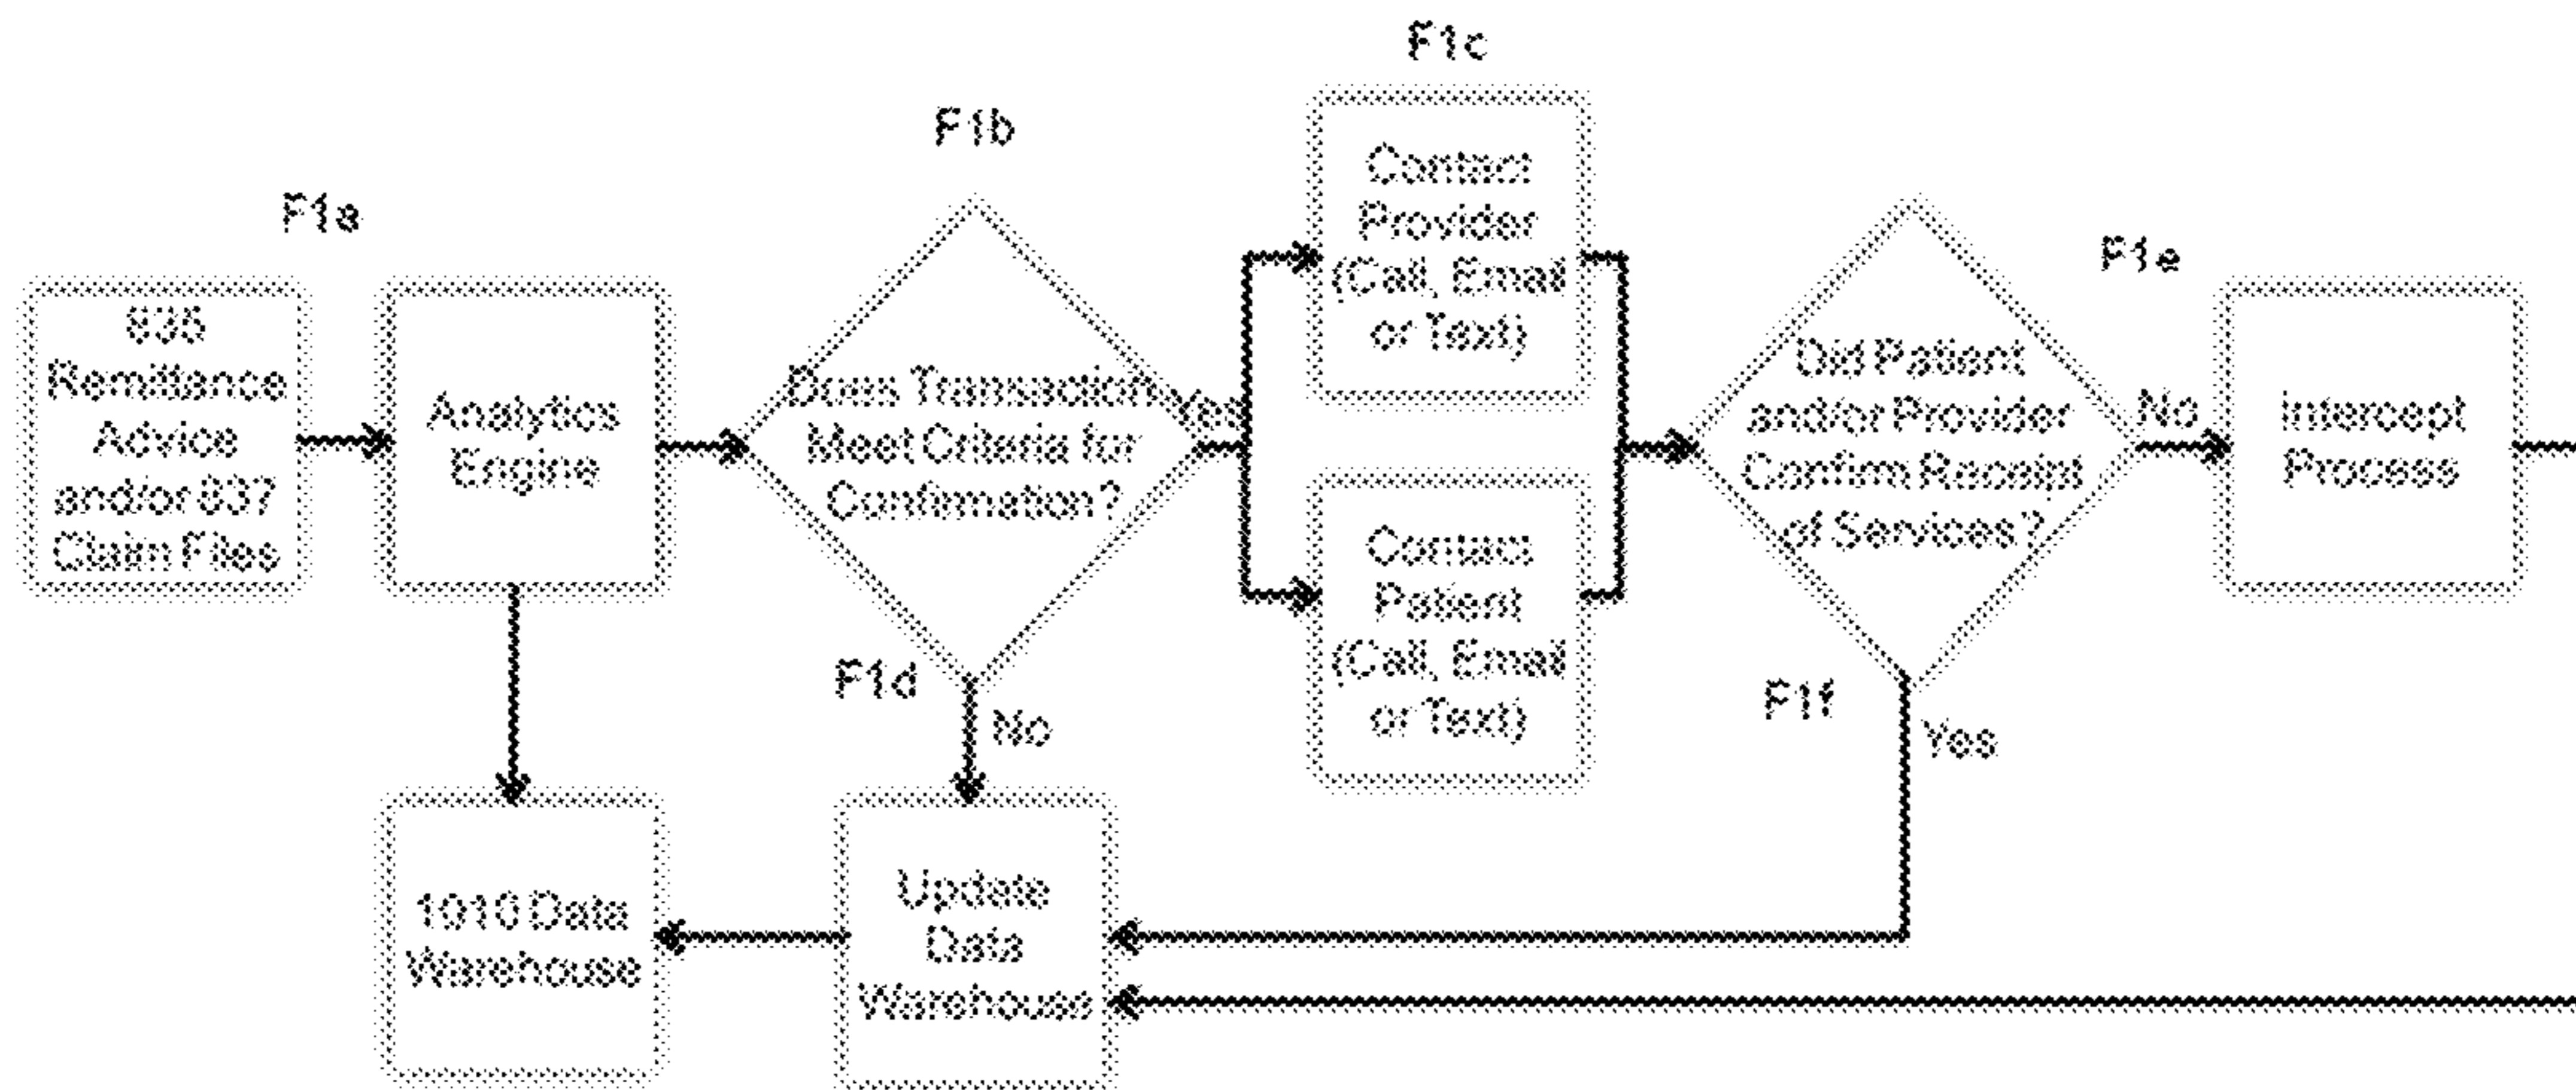 F1a
835
Remittance
Advice
and/or 837
Claim Files
Analytics
Engine
F1b
Does Transaction
Meet Criteria for
Confirmation?
Yes
F1c
Contact
Provider
(Call, Email
or Text)
Contact
Patient
(Call, Email
or Text)
Did Patient
and/or Provider
Confirm Receipt
of Services?
F1e
No
Intercept
Process
F1d
No
F1f
Yes
1010 Data
Warehouse
Update
Data
Warehouse